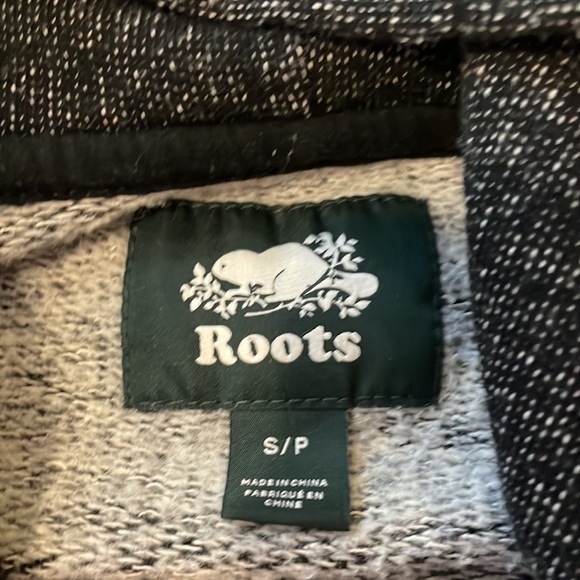 Roots
S/P
MADE IN CHINA
FABRIQUÉ EN
CHINE